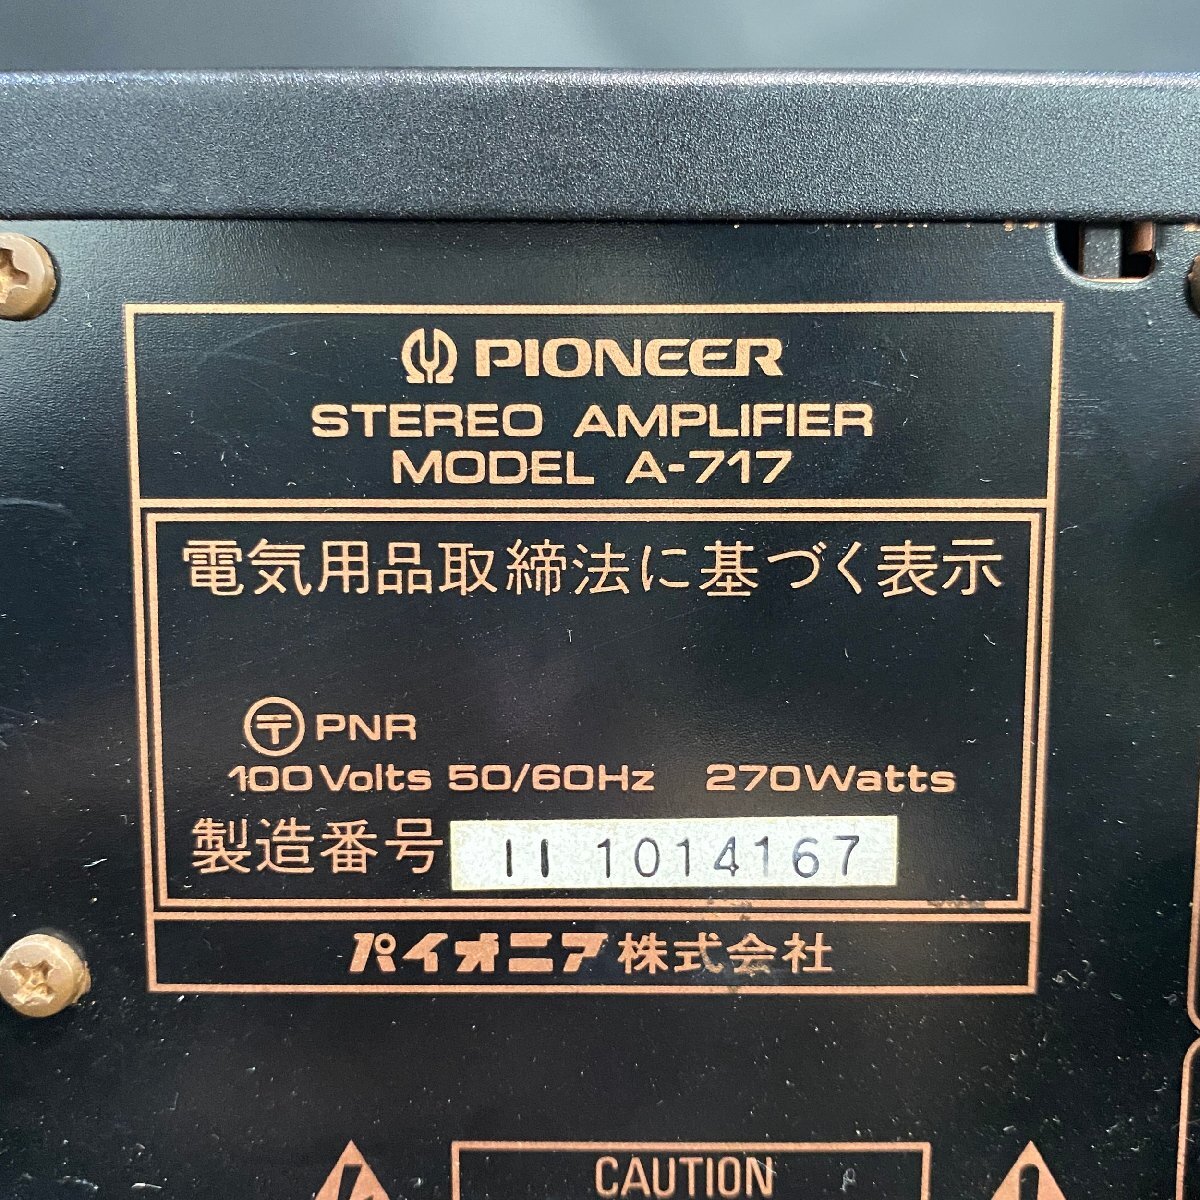 PIONEER
STEREO AMPLIFIER
MODEL A-717
電気用品取締法に基づく表示
〒 PNR
100Volts 50/60Hz 270Watts
製造番号 II 1014167
パイオニア株式会社
CAUTION